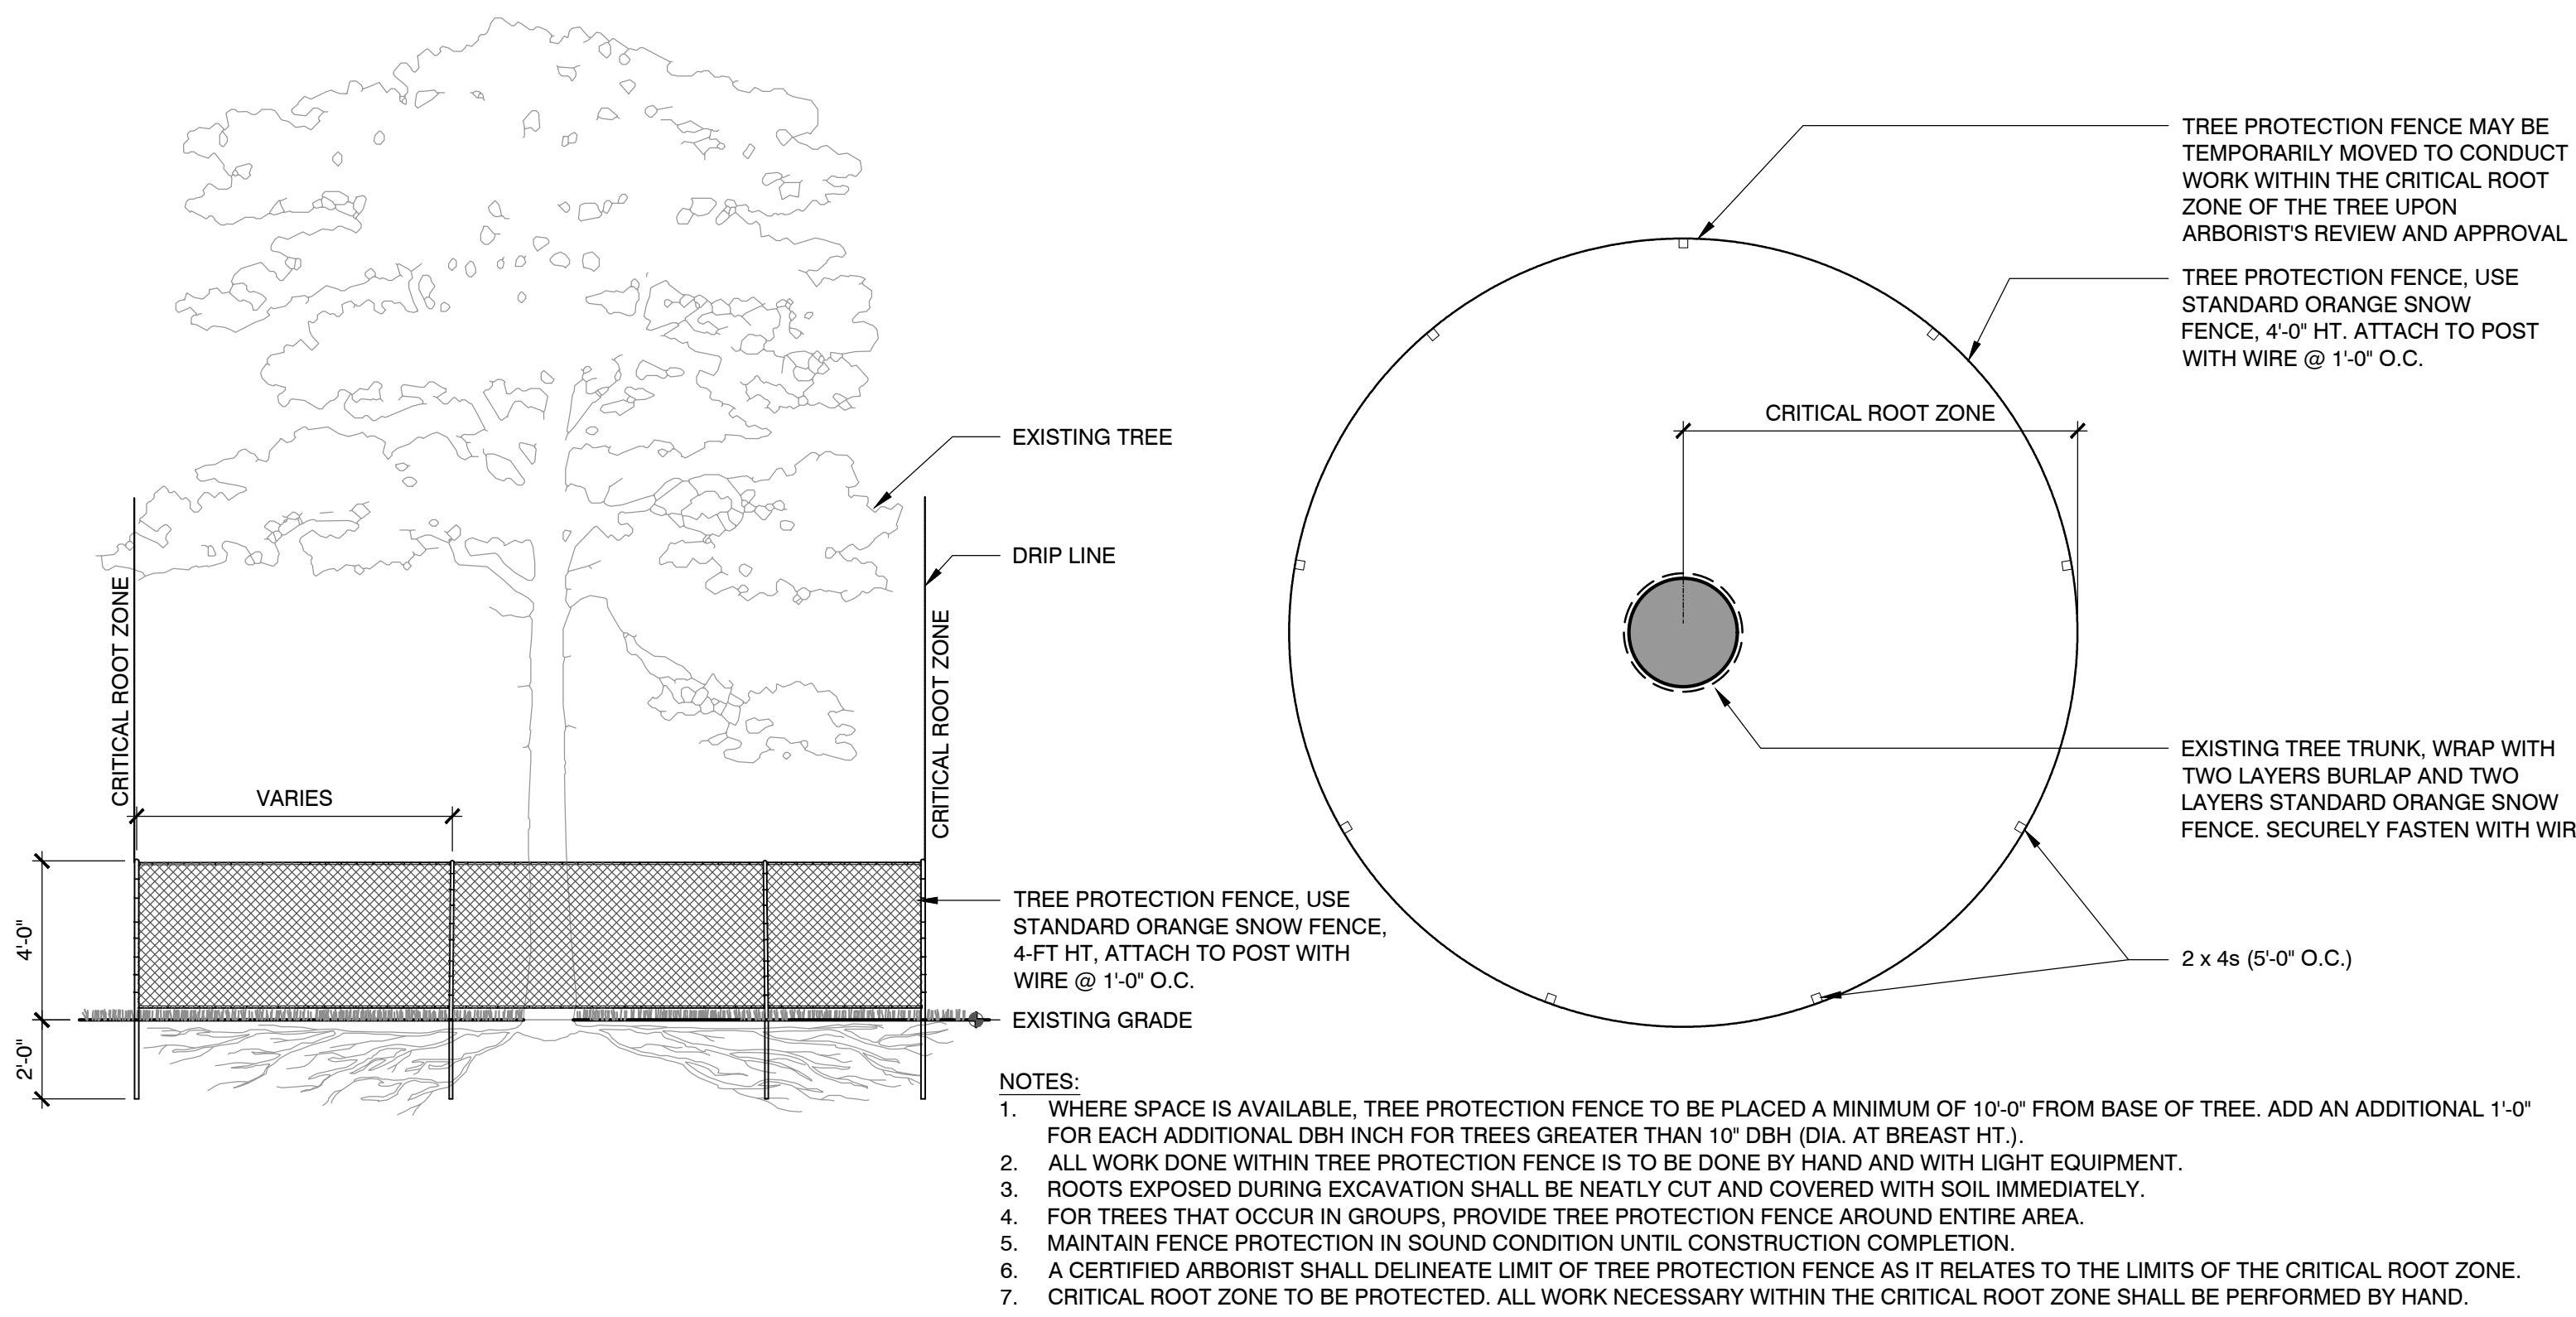 TREE PROTECTION FENCE MAY BE
TEMPORARILY MOVED TO CONDUCT
WORK WITHIN THE CRITICAL ROOT
ZONE OF THE TREE UPON
ARBORIST'S REVIEW AND APPROVAL
TREE PROTECTION FENCE, USE
STANDARD ORANGE SNOW
FENCE, 4'-0" HT. ATTACH TO POST
WITH WIRE @ 1'-0" O.C.
CRITICAL ROOT ZONE
EXISTING TREE
DRIP LINE
CRITICAL ROOT ZONE
CRITICAL ROOT ZONE
VARIES
EXISTING TREE TRUNK, WRAP WITH
TWO LAYERS BURLAP AND TWO
LAYERS STANDARD ORANGE SNOW
FENCE. SECURELY FASTEN WITH WIR
4'-0"
TREE PROTECTION FENCE, USE
STANDARD ORANGE SNOW FENCE,
4-FT HT, ATTACH TO POST WITH
WIRE @ 1'-0" O.C.
2 x 4s (5'-0" O.C.)
EXISTING GRADE
2'-0"
NOTES:
1. WHERE SPACE IS AVAILABLE, TREE PROTECTION FENCE TO BE PLACED A MINIMUM OF 10'-0" FROM BASE OF TREE. ADD AN ADDITIONAL 1'-0"
FOR EACH ADDITIONAL DBH INCH FOR TREES GREATER THAN 10" DBH (DIA. AT BREAST HT.).
2. ALL WORK DONE WITHIN TREE PROTECTION FENCE IS TO BE DONE BY HAND AND WITH LIGHT EQUIPMENT.
3. ROOTS EXPOSED DURING EXCAVATION SHALL BE NEATLY CUT AND COVERED WITH SOIL IMMEDIATELY.
4. FOR TREES THAT OCCUR IN GROUPS, PROVIDE TREE PROTECTION FENCE AROUND ENTIRE AREA.
5. MAINTAIN FENCE PROTECTION IN SOUND CONDITION UNTIL CONSTRUCTION COMPLETION.
6. A CERTIFIED ARBORIST SHALL DELINEATE LIMIT OF TREE PROTECTION FENCE AS IT RELATES TO THE LIMITS OF THE CRITICAL ROOT ZONE.
7. CRITICAL ROOT ZONE TO BE PROTECTED. ALL WORK NECESSARY WITHIN THE CRITICAL ROOT ZONE SHALL BE PERFORMED BY HAND.